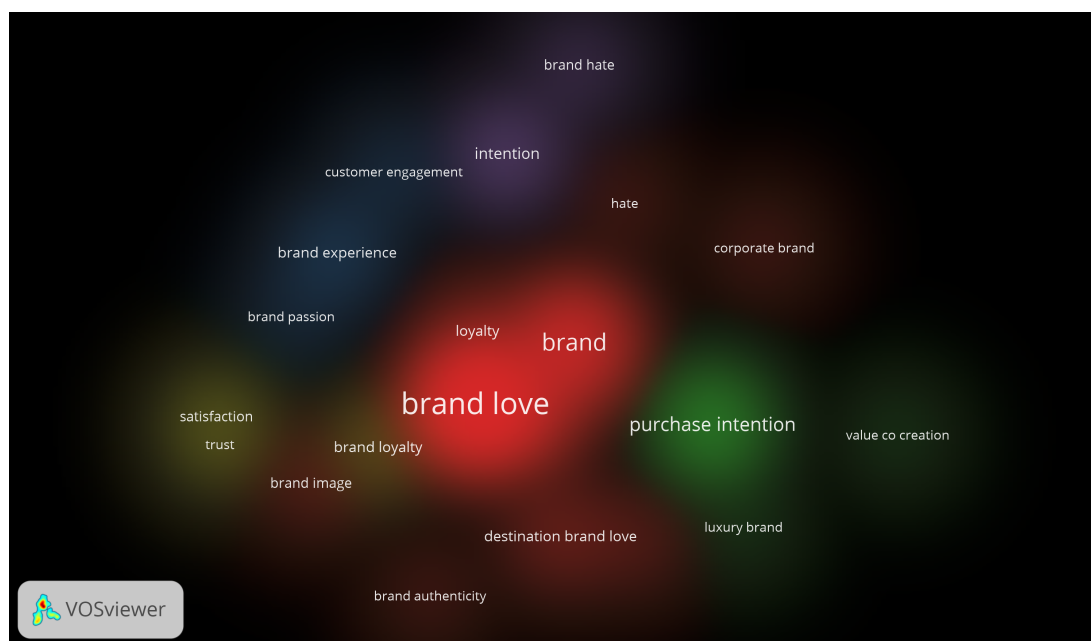 brand hate
intention
customer engagement
hate
corporate brand
brand experience
brand passion
loyalty
brand
brand love
satisfaction
purchase intention
value co creation
trust
brand loyalty
brand image
luxury brand
destination brand love
brand authenticity
VOSviewer